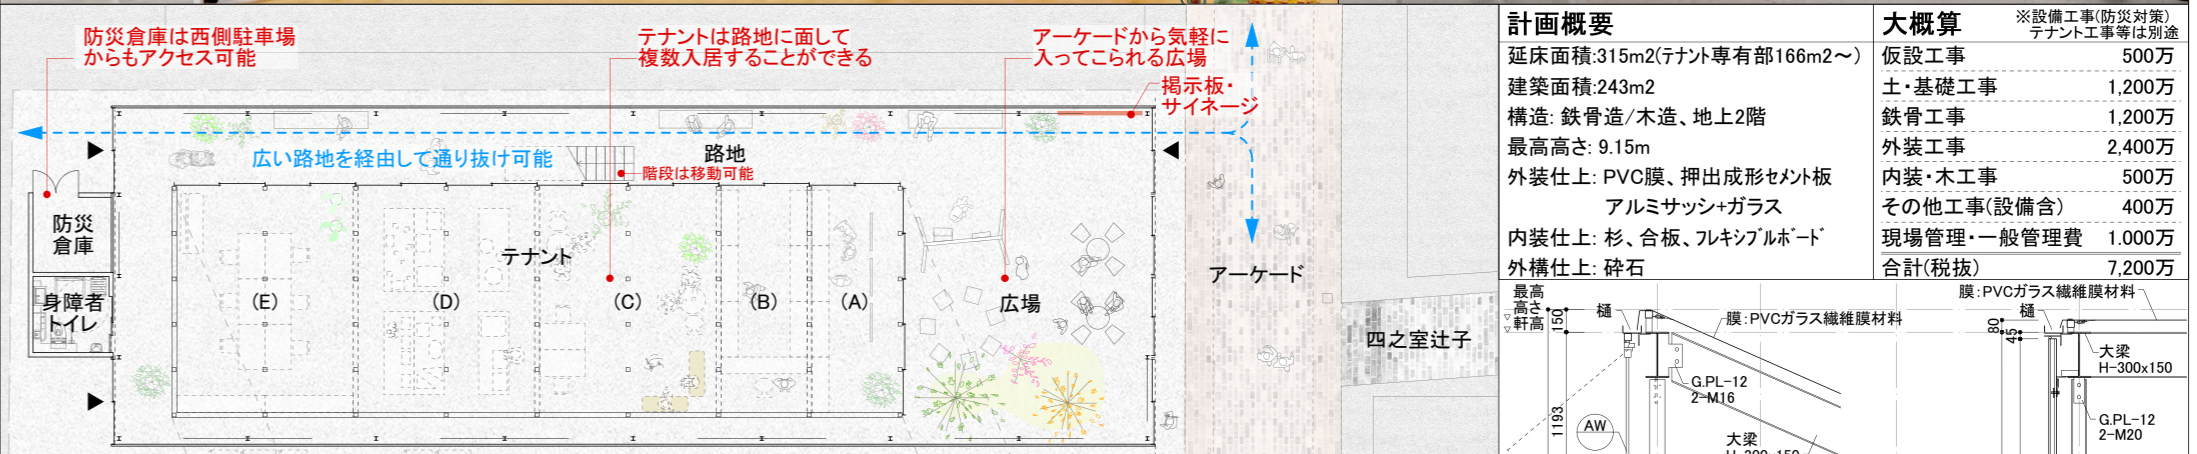 防災倉庫は西側駐車場
からもアクセス可能
テナントは路地に面して
複数入居することができる
アーケードから気軽に
入ってこられる広場
掲示板・
サイネージ
広い路地を経由して通り抜け可能
路地
階段は移動可能
防災
倉庫
身障者
トイレ
テナント
(E)
(D)
(C)
(B)
(A)
広場
アーケード
四之室辻子
計画概要
延床面積:315m2(テナント専有部166m2～)
建築面積:243m2
構造: 鉄骨造/木造、地上2階
最高高さ: 9.15m
外装仕上: PVC膜、押出成形セメント板
アルミサッシ+ガラス
内装仕上: 杉、合板、フレキシブルボード
外構仕上: 砕石
大概算
※設備工事(防災対策)
テナント工事等は別途
仮設工事 500万
土・基礎工事 1,200万
鉄骨工事 1,200万
外装工事 2,400万
内装・木工事 500万
その他工事(設備含) 400万
現場管理・一般管理費 1.000万
合計(税抜) 7,200万
最高
高さ
軒高
150
1193
樋
膜:PVCガラス繊維膜材料
G.PL-12
2-M16
AW
大梁
H-300x150
膜:PVCガラス繊維膜材料
樋
80
45
大梁
H-300x150
G.PL-12
2-M20